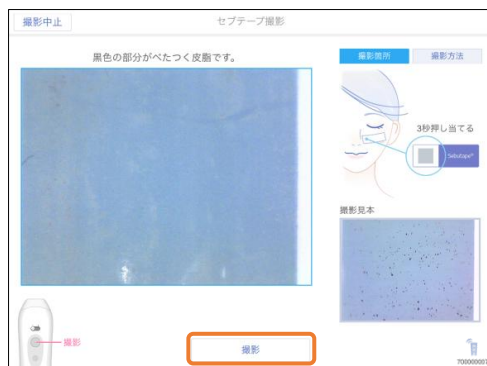 撮影中止
セブテープ撮影
黒色の部分がべたつく皮脂です。
撮影箇所
撮影方法
3秒押し当てる
Sebutape®
撮影見本
撮影
撮影
700000007